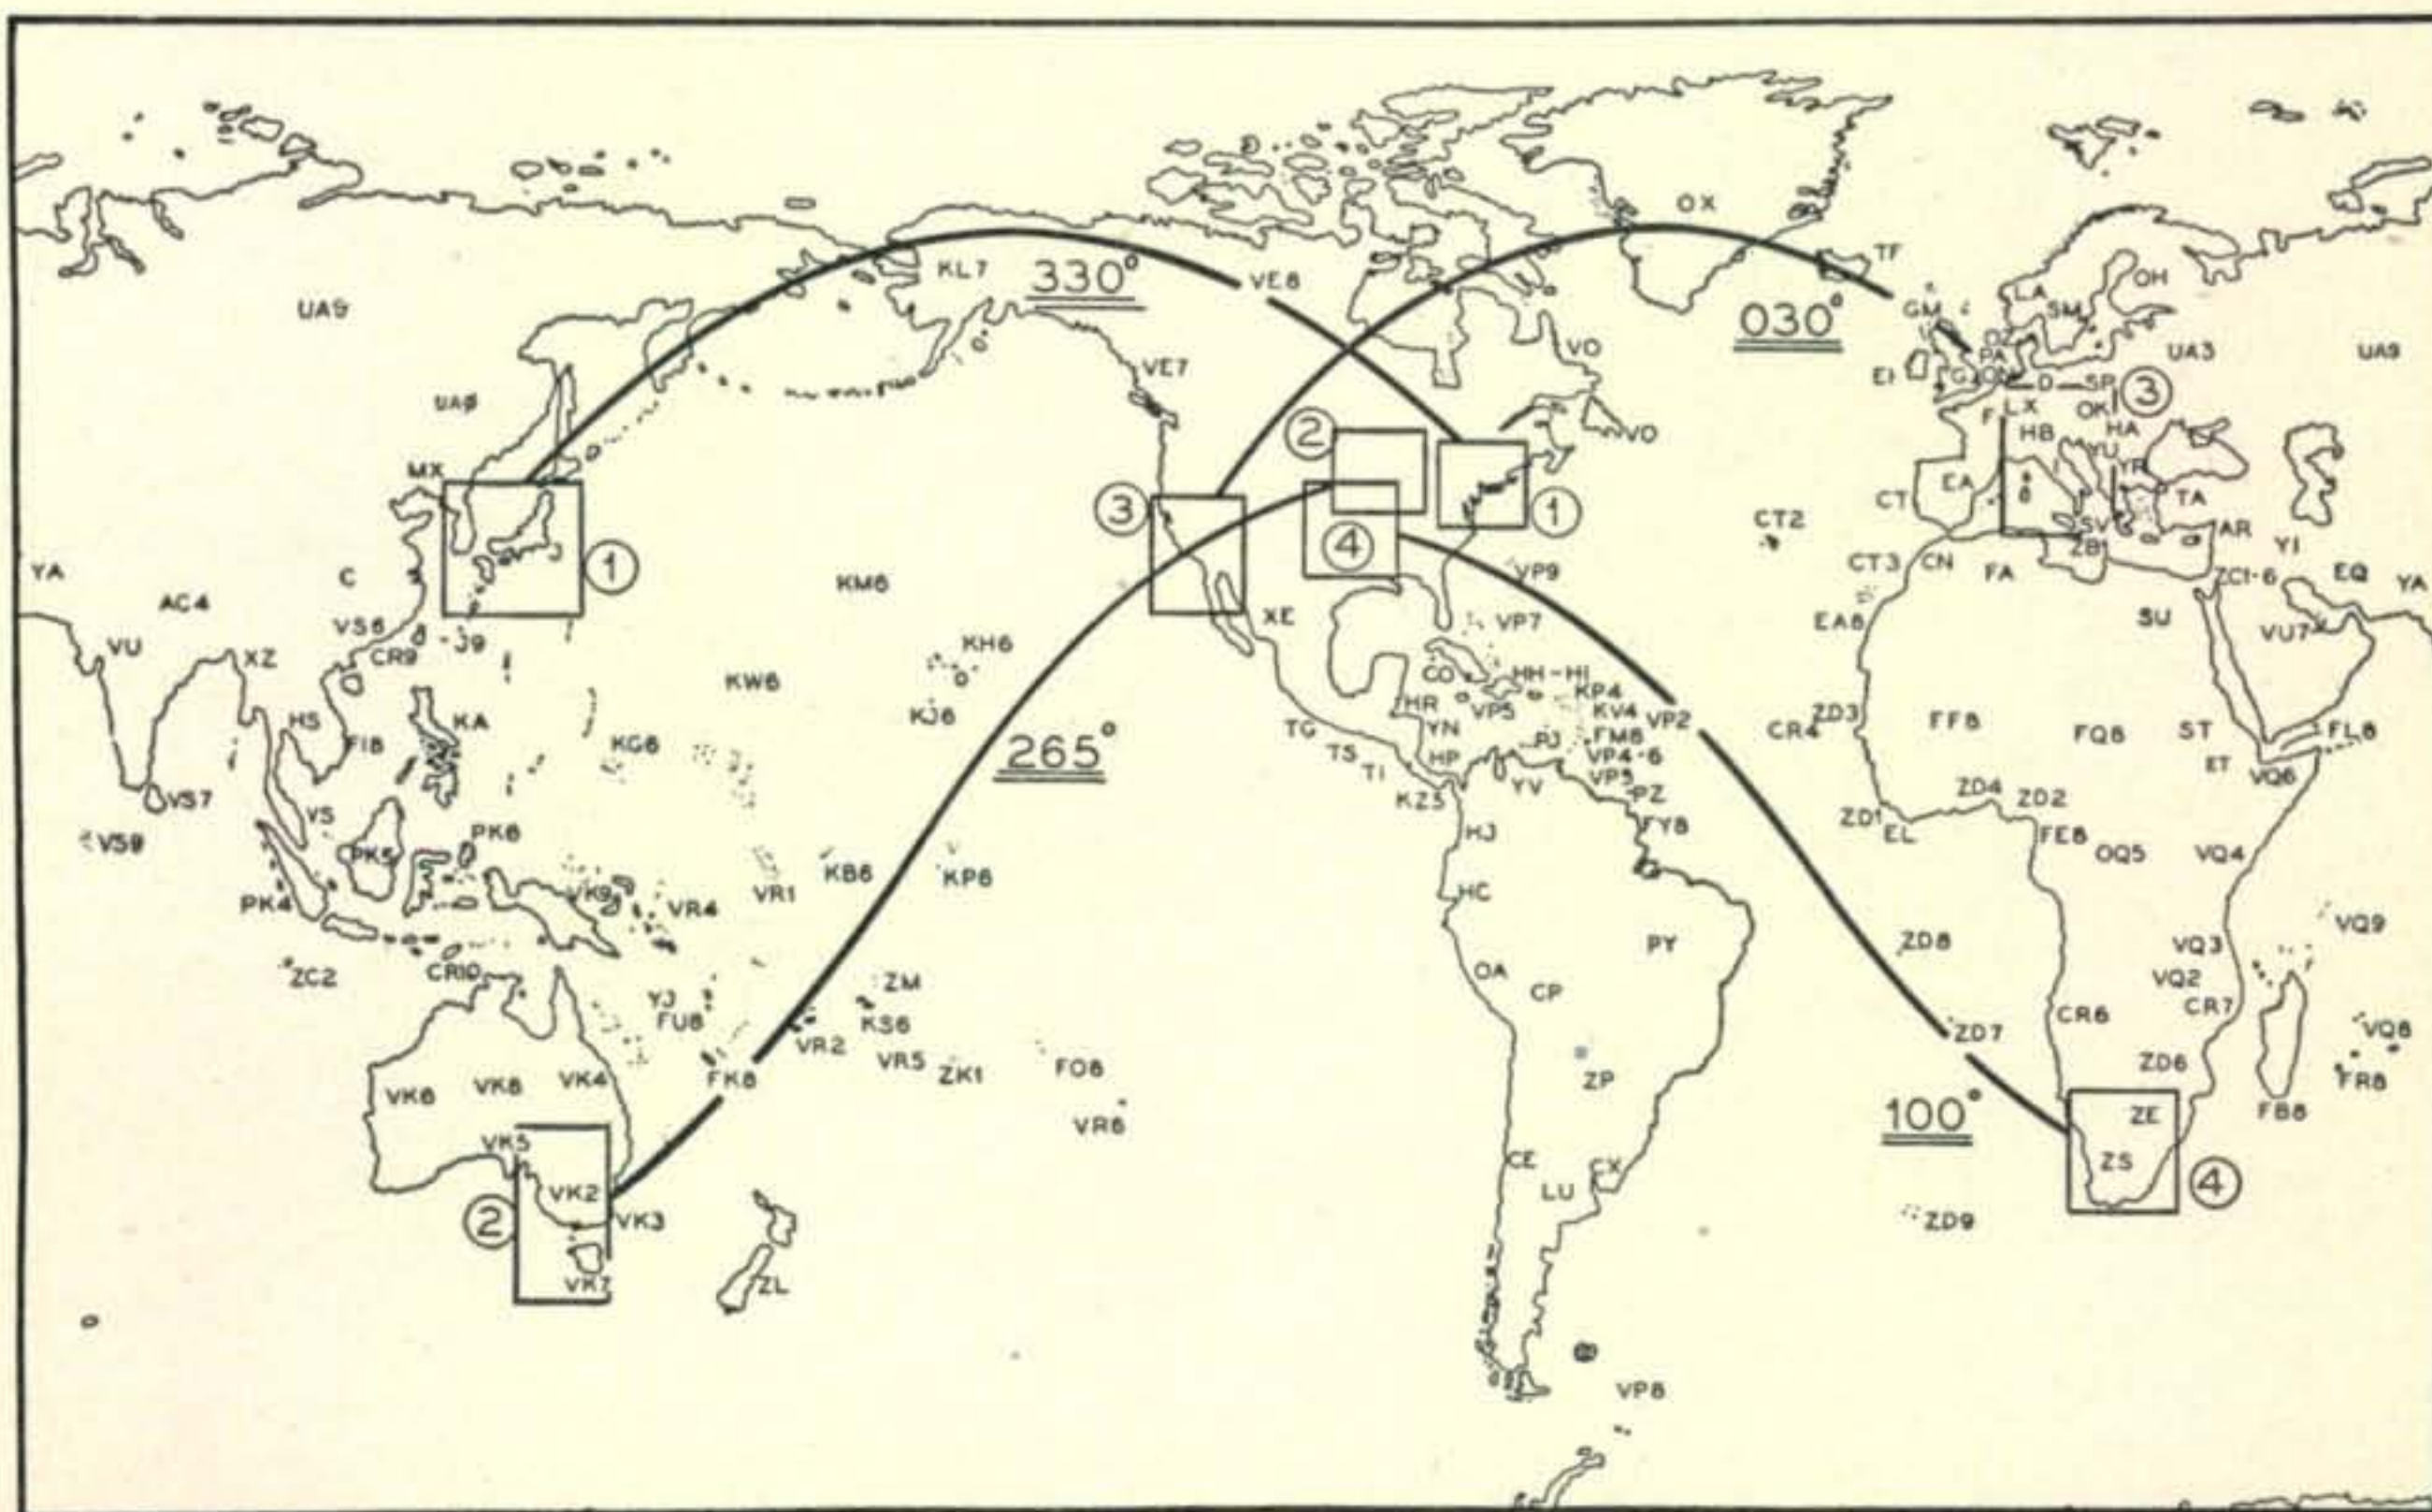 OX
TF
KL7
330°
VE8
OH
UA9
LA
SM
GM
030°
OZ
UA3
UA9
VO
PA
VE7
EI
G
ON
D
SP
③
UAØ
F
LX
OK
VO
②
HB
HA
YU
MX
YR
EA
CT
TA
③
①
CT2
SV
AR
④
ZB1
YI
①
VP9
CT3
CN
FA
ZC1-6
EQ
YA
YA
C
KM6
AC4
XE
EA8
SU
VU7
VS6
VP7
VU
XZ
CR9
J9
KH6
CO
HH-HI
KW6
KP4
HR
VP5
KV4
KJ6
VP2
ZD3
FF8
HS
KA
TG
YN
CR4
FQ8
ST
FL8
FI8
KG6
265°
TS
HP
PJ
FM8
VP4-6
TI
ET
VQ6
VS7
KZ5
YV
VP5
PZ
ZD4
ZD2
VS
PK6
HJ
FY8
ZD1
EL
FE8
VS9
PK5
OQ5
VQ4
KB6
KP6
VK9
VR1
HC
PK4
VR4
VQ9
PY
ZD8
VQ3
ZC2
CR10
OA
ZM
CP
VQ2
YJ
FU8
KS6
CR7
CR6
ZD7
VQ8
VR2
VR5
ZK1
FO8
ZD6
FK8
ZP
FR8
VK6
VK8
VK4
FB8
100°
ZE
VR6
VK5
CE
CX
ZS
VK2
LU
④
②
VK3
ZD9
VK7
ZL
VP8